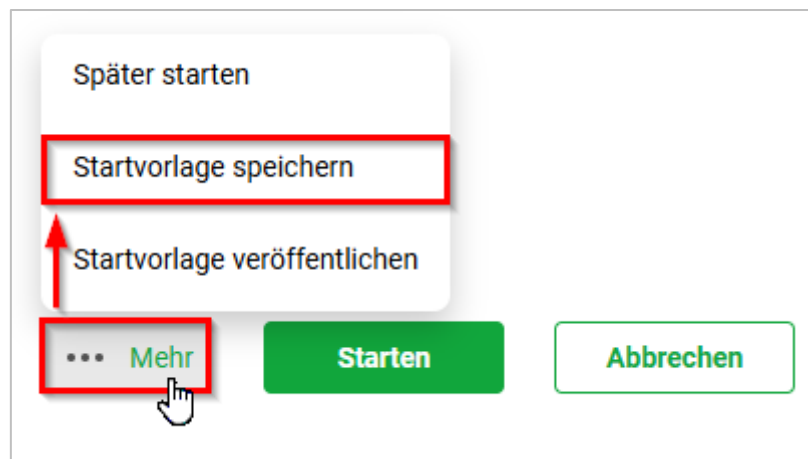 Später starten
Startvorlage speichern
Startvorlage veröffentlichen
••• Mehr
Starten
Abbrechen